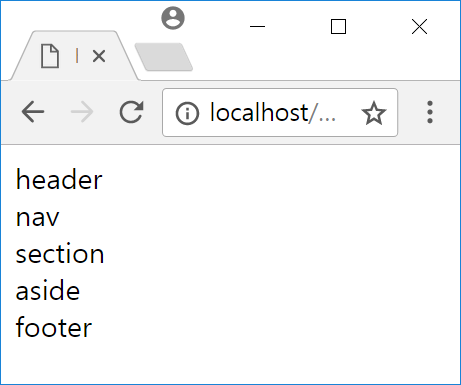 localhost/...
header
nav
section
aside
footer